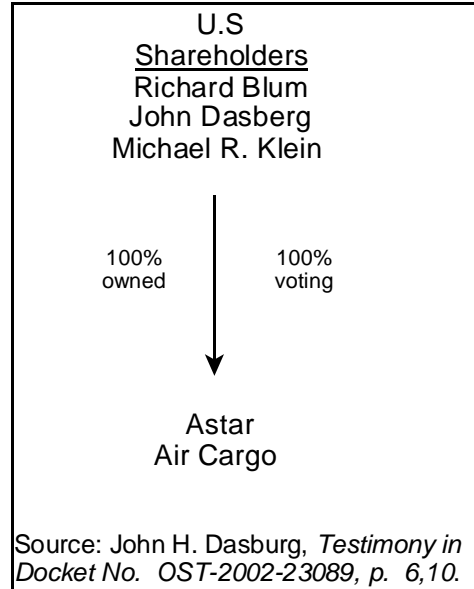 U.S
Shareholders
Richard Blum
John Dasberg
Michael R. Klein
100%
owned
100%
voting
Astar
Air Cargo
Source: John H. Dasburg, Testimony in
Docket No. OST-2002-23089, p. 6,10.